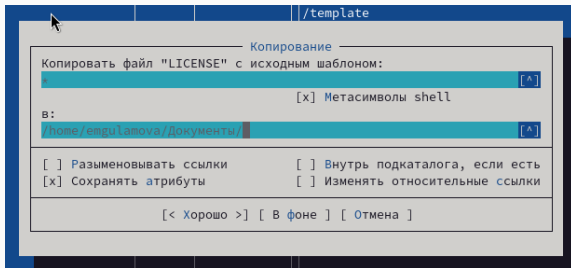 /template
Копирование
Копировать файл "LICENSE" с исходным шаблоном:
* [^]
[x] Метасимволы shell
в:
/home/emgulamova/Документы/ [^]
[ ] Разыменовывать ссылки [ ] Внутрь подкаталога, если есть
[x] Сохранять атрибуты [ ] Изменять относительные ссылки
[< Хорошо >] [ В фоне ] [ Отмена ]